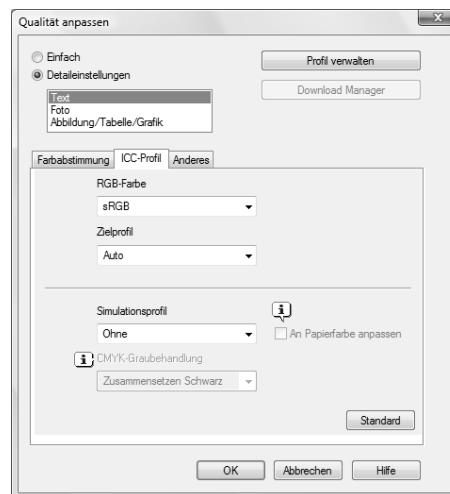 Qualität anpassen
Einfach
Detaileinstellungen
Text
Foto
Abbildung/Tabelle/Grafik
Profil verwalten
Download Manager
Farbabstimmung ICC-Profil Anderes
RGB-Farbe
sRGB
Zielprofil
Auto
Simulationsprofil
Ohne
An Papierfarbe anpassen
CMYK-Graubehandlung
Zusammensetzen Schwarz
Standard
OK Abbrechen Hilfe